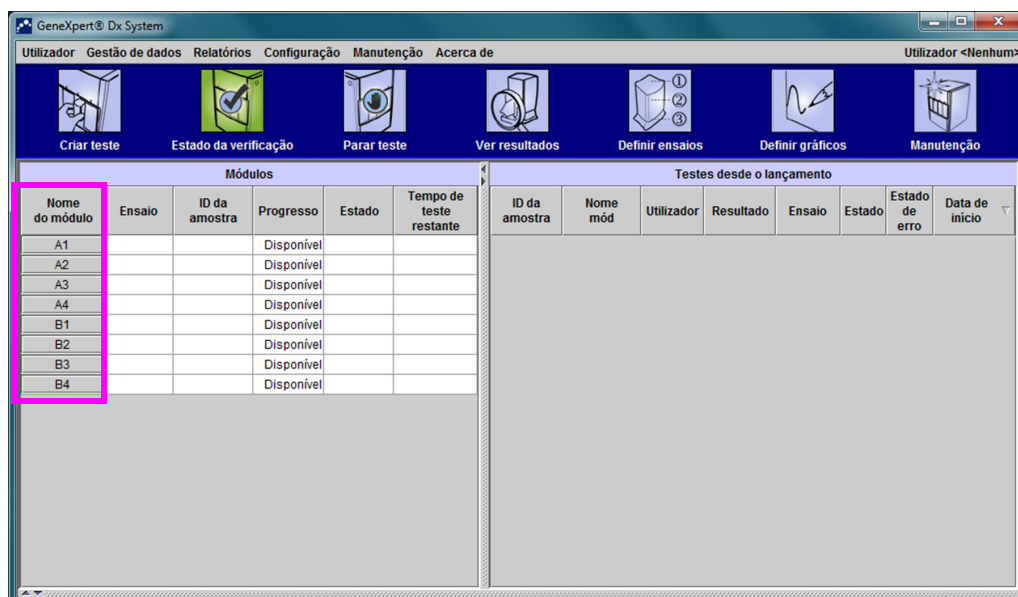 GeneXpert® Dx System
Utilizador Gestão de dados Relatórios Configuração Manutenção Acerca de Utilizador <Nenhum>
Criar teste Estado da verificação Parar teste Ver resultados Definir ensaios Definir gráficos Manutenção
①
②
③
Módulos
Nome do módulo Ensaio ID da amostra Progresso Estado Tempo de teste restante
A1 Disponível
A2 Disponível
A3 Disponível
A4 Disponível
B1 Disponível
B2 Disponível
B3 Disponível
B4 Disponível
Testes desde o lançamento
ID da amostra Nome mód Utilizador Resultado Ensaio Estado Estado de erro Data de início